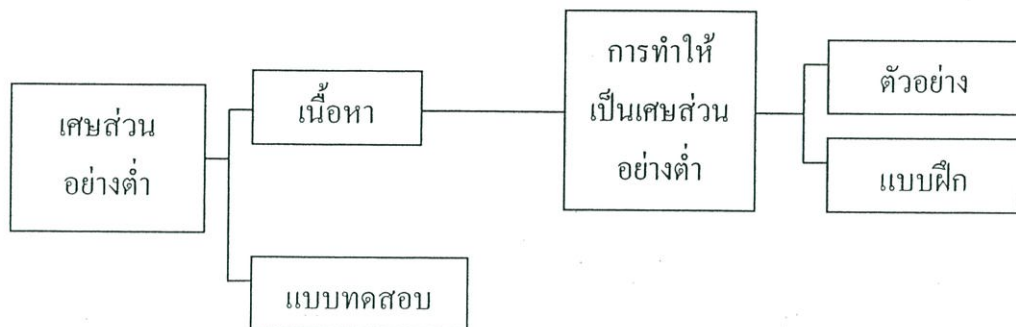 เศษส่วน
อย่างต่ำ
เนื้อหา
แบบทดสอบ
การทำให้
เป็นเศษส่วน
อย่างต่ำ
ตัวอย่าง
แบบฝึก